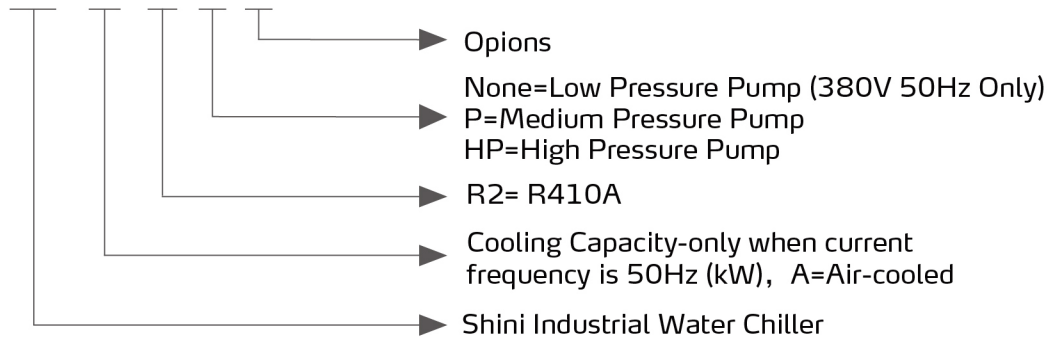 Opions
None=Low Pressure Pump (380V 50Hz Only)
P=Medium Pressure Pump
HP=High Pressure Pump
R2= R410A
Cooling Capacity-only when current
frequency is 50Hz (kW)，A=Air-cooled
Shini Industrial Water Chiller